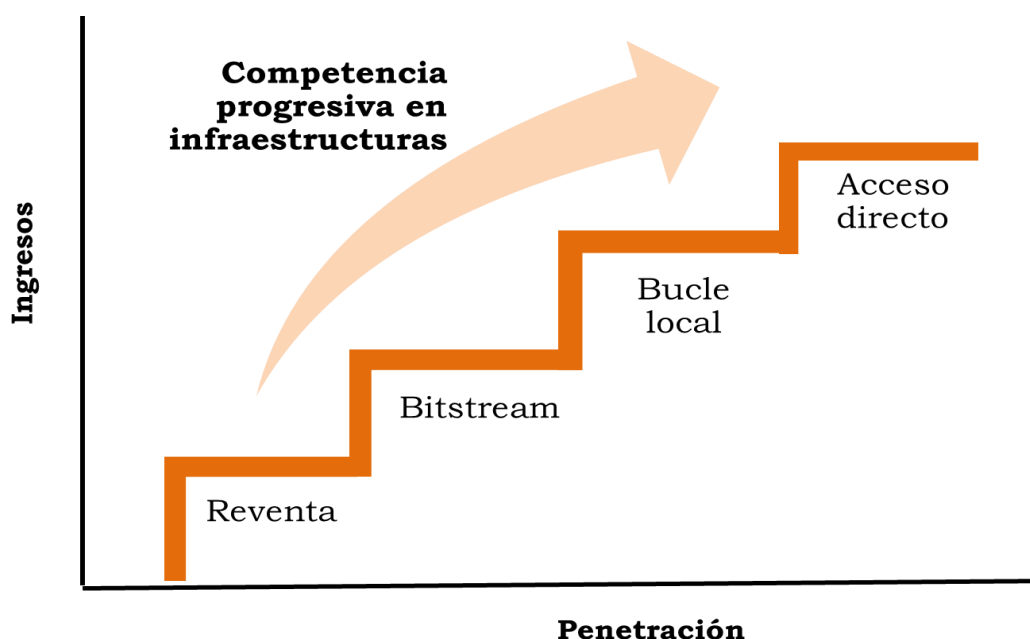 Competencia
progresiva en
infraestructuras
Acceso
directo
Bucle
local
Bitstream
Reventa
Ingresos
Penetración